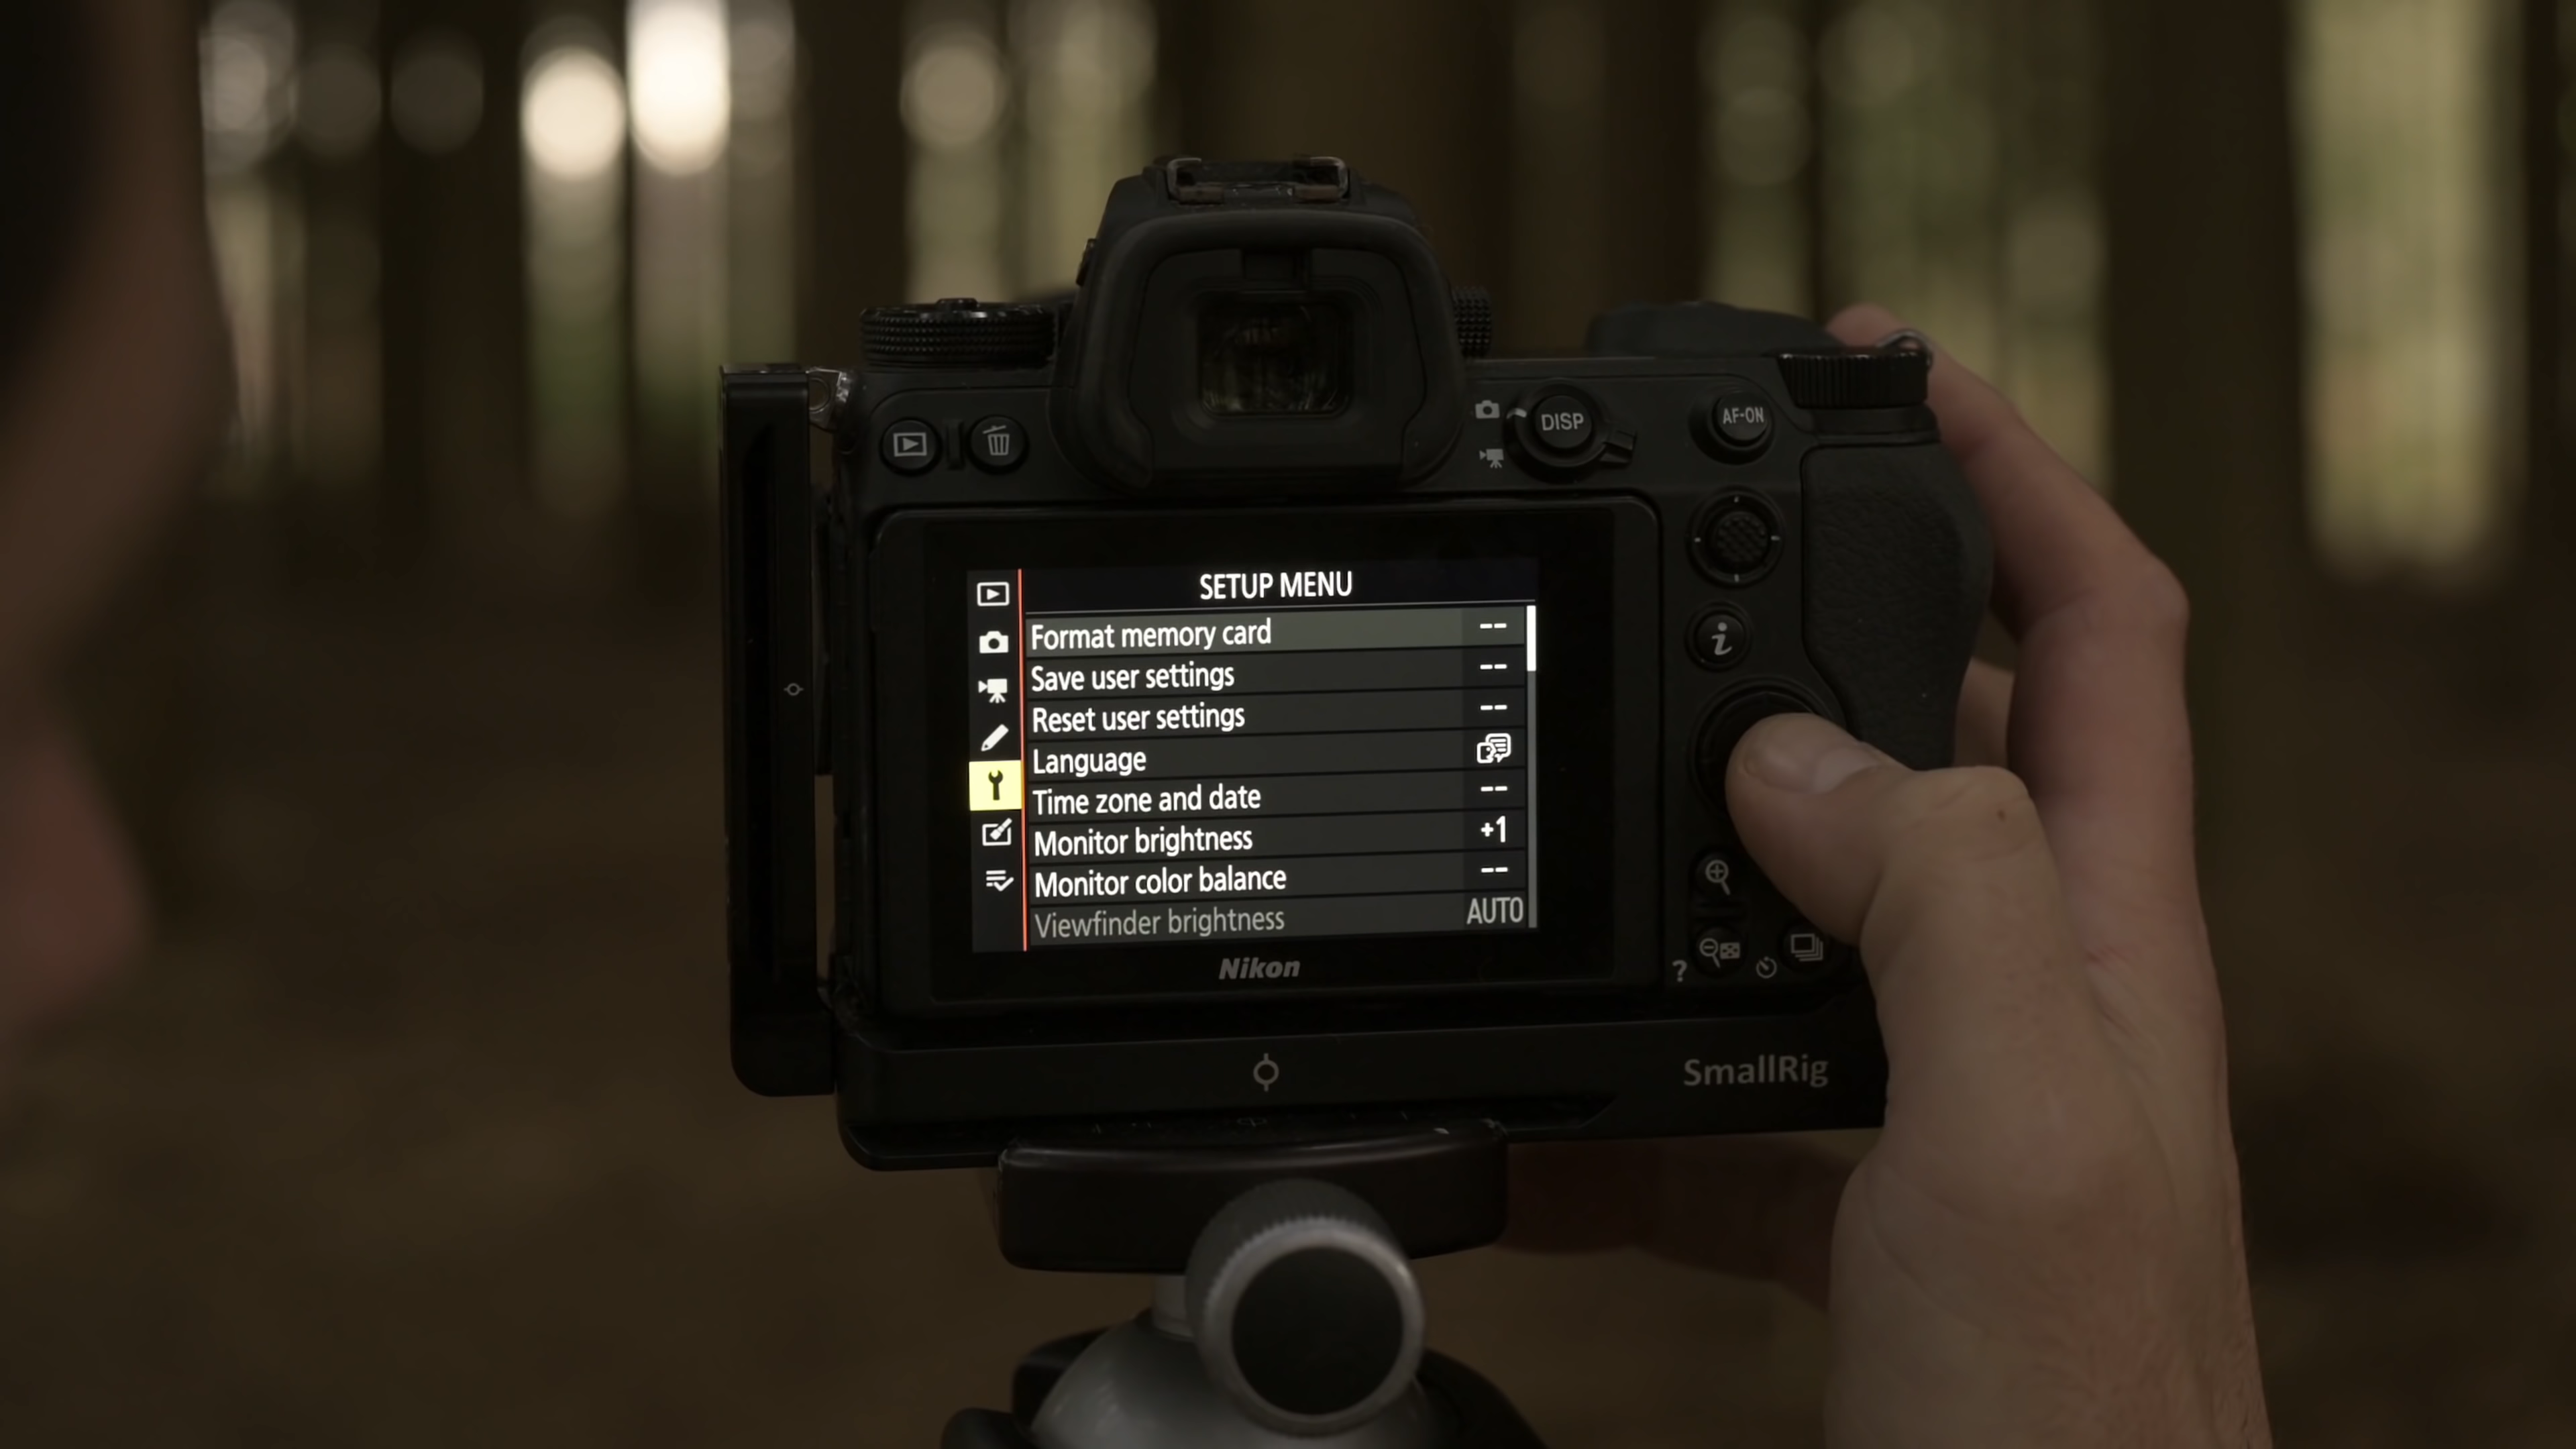 DISP
AF-ON
SETUP MENU
Format memory card --
Save user settings --
Reset user settings --
Language
Time zone and date --
Monitor brightness +1
Monitor color balance --
Viewfinder brightness AUTO
i
?
Nikon
SmallRig